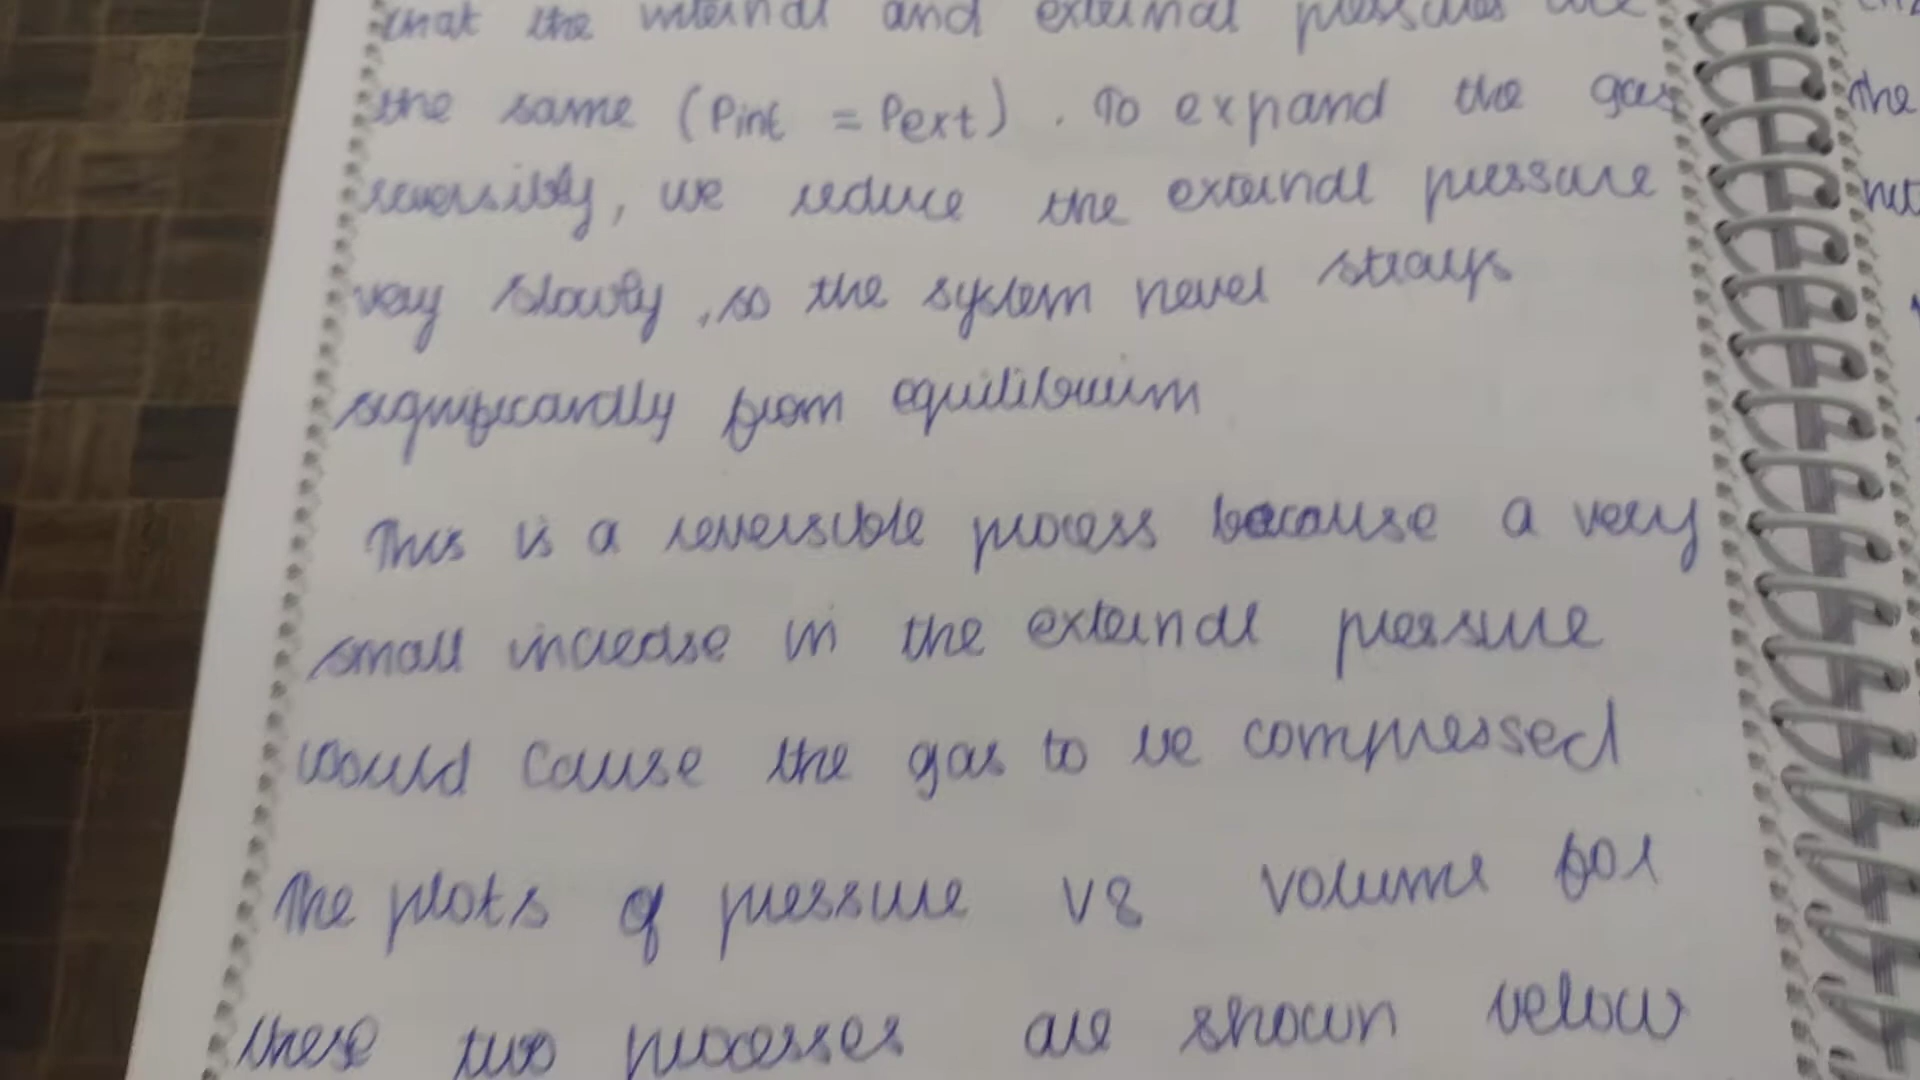 that the internal and external pressures are
the same (Pint = Pext). To expand the gas
reversibly, we reduce the external pressure
very slowly, so the system never strays
significantly from equilibrium
This is a reversible process because a very
small increase in the external pressure
would cause the gas to be compressed
The plots of pressure vs volume for
these two processes are shown below
the